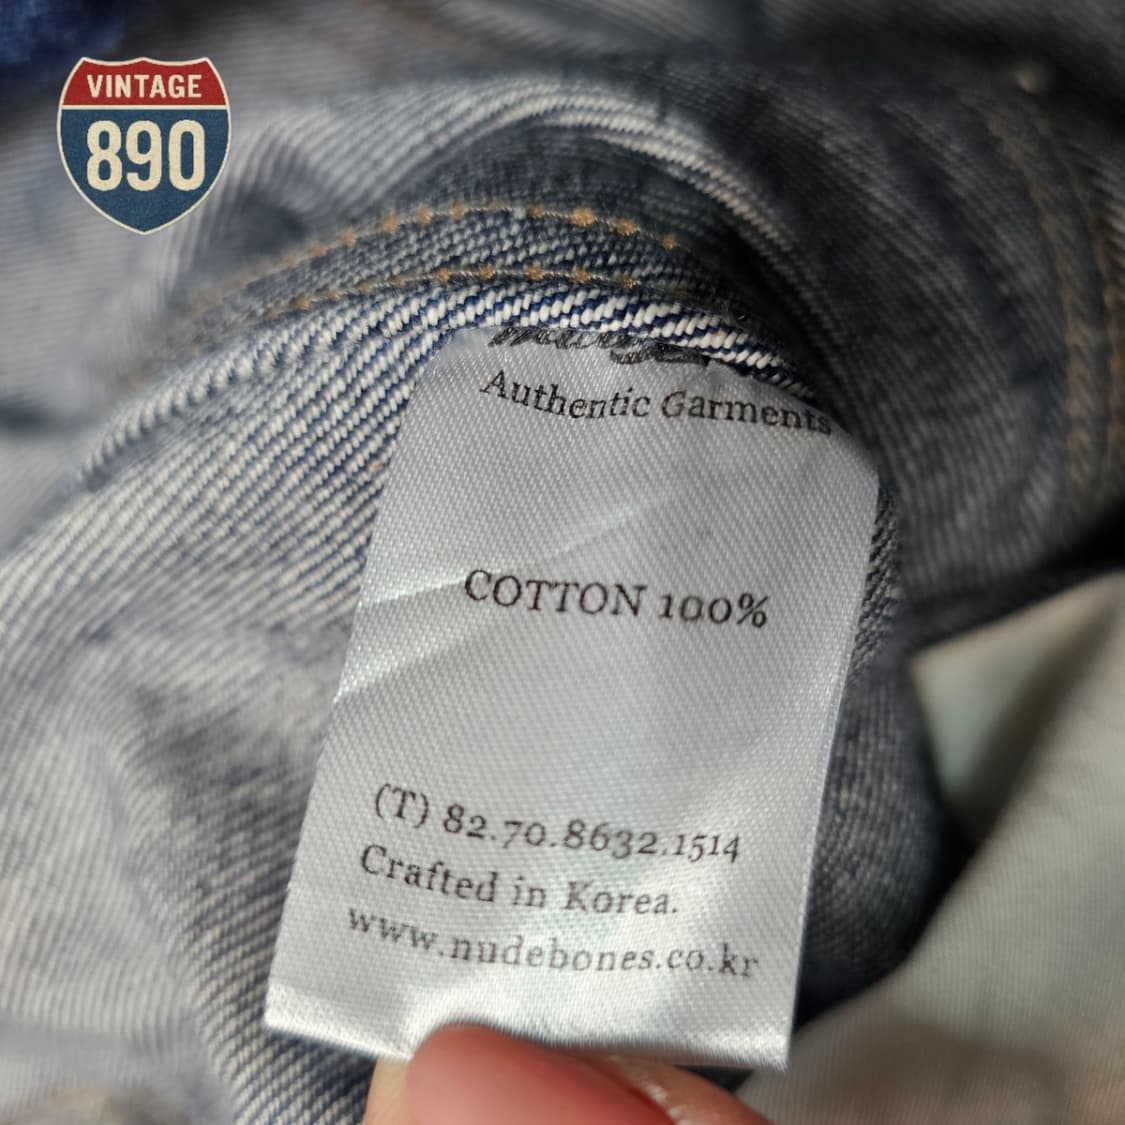 VINTAGE
890
Authentic Garments
COTTON 100%
(T) 82.70.8632.1514
Crafted in Korea.
www.nudebones.co.kr